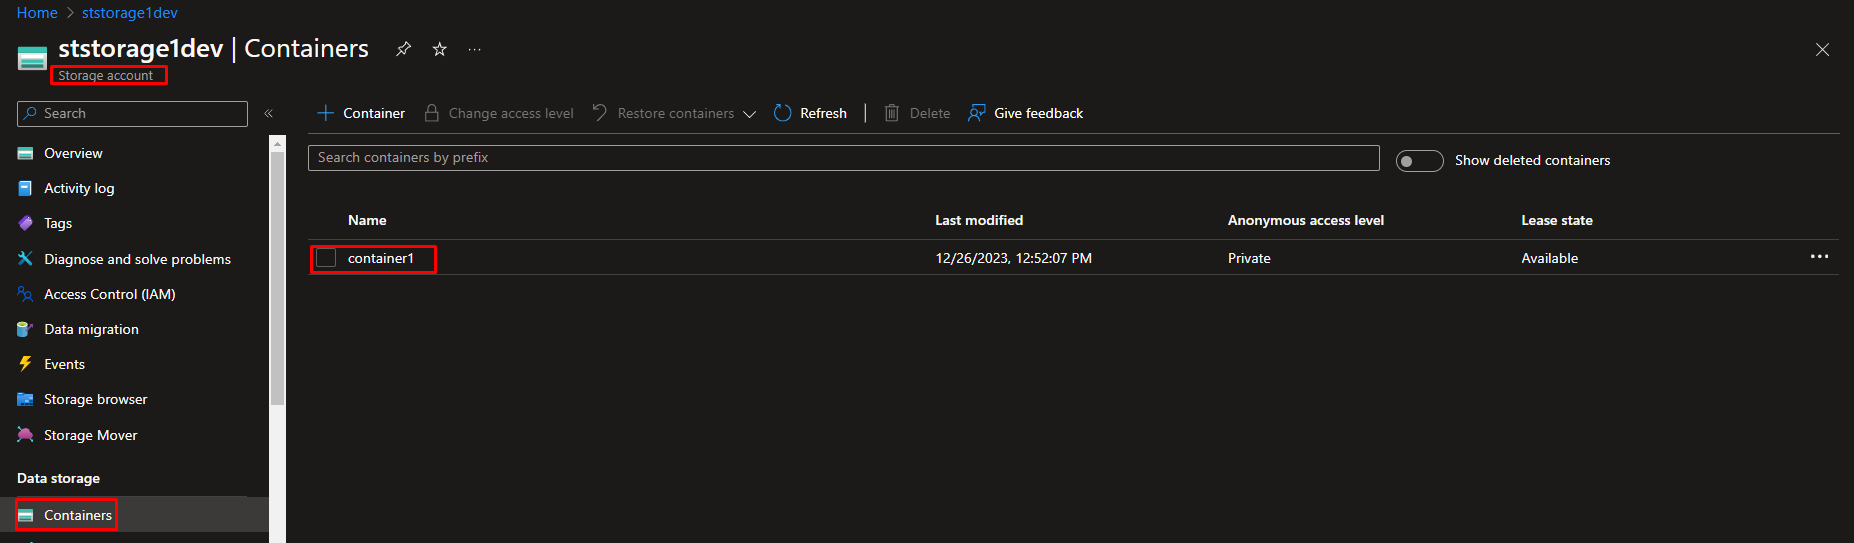 Home > ststorage1dev
ststorage1dev | Containers
Storage account
Search
Overview
Activity log
Tags
Diagnose and solve problems
Access Control (IAM)
Data migration
Events
Storage browser
Storage Mover
Data storage
Containers
Container Change access level Restore containers Refresh Delete Give feedback
Search containers by prefix
Show deleted containers
Name Last modified Anonymous access level Lease state
container1 12/26/2023, 12:52:07 PM Private Available